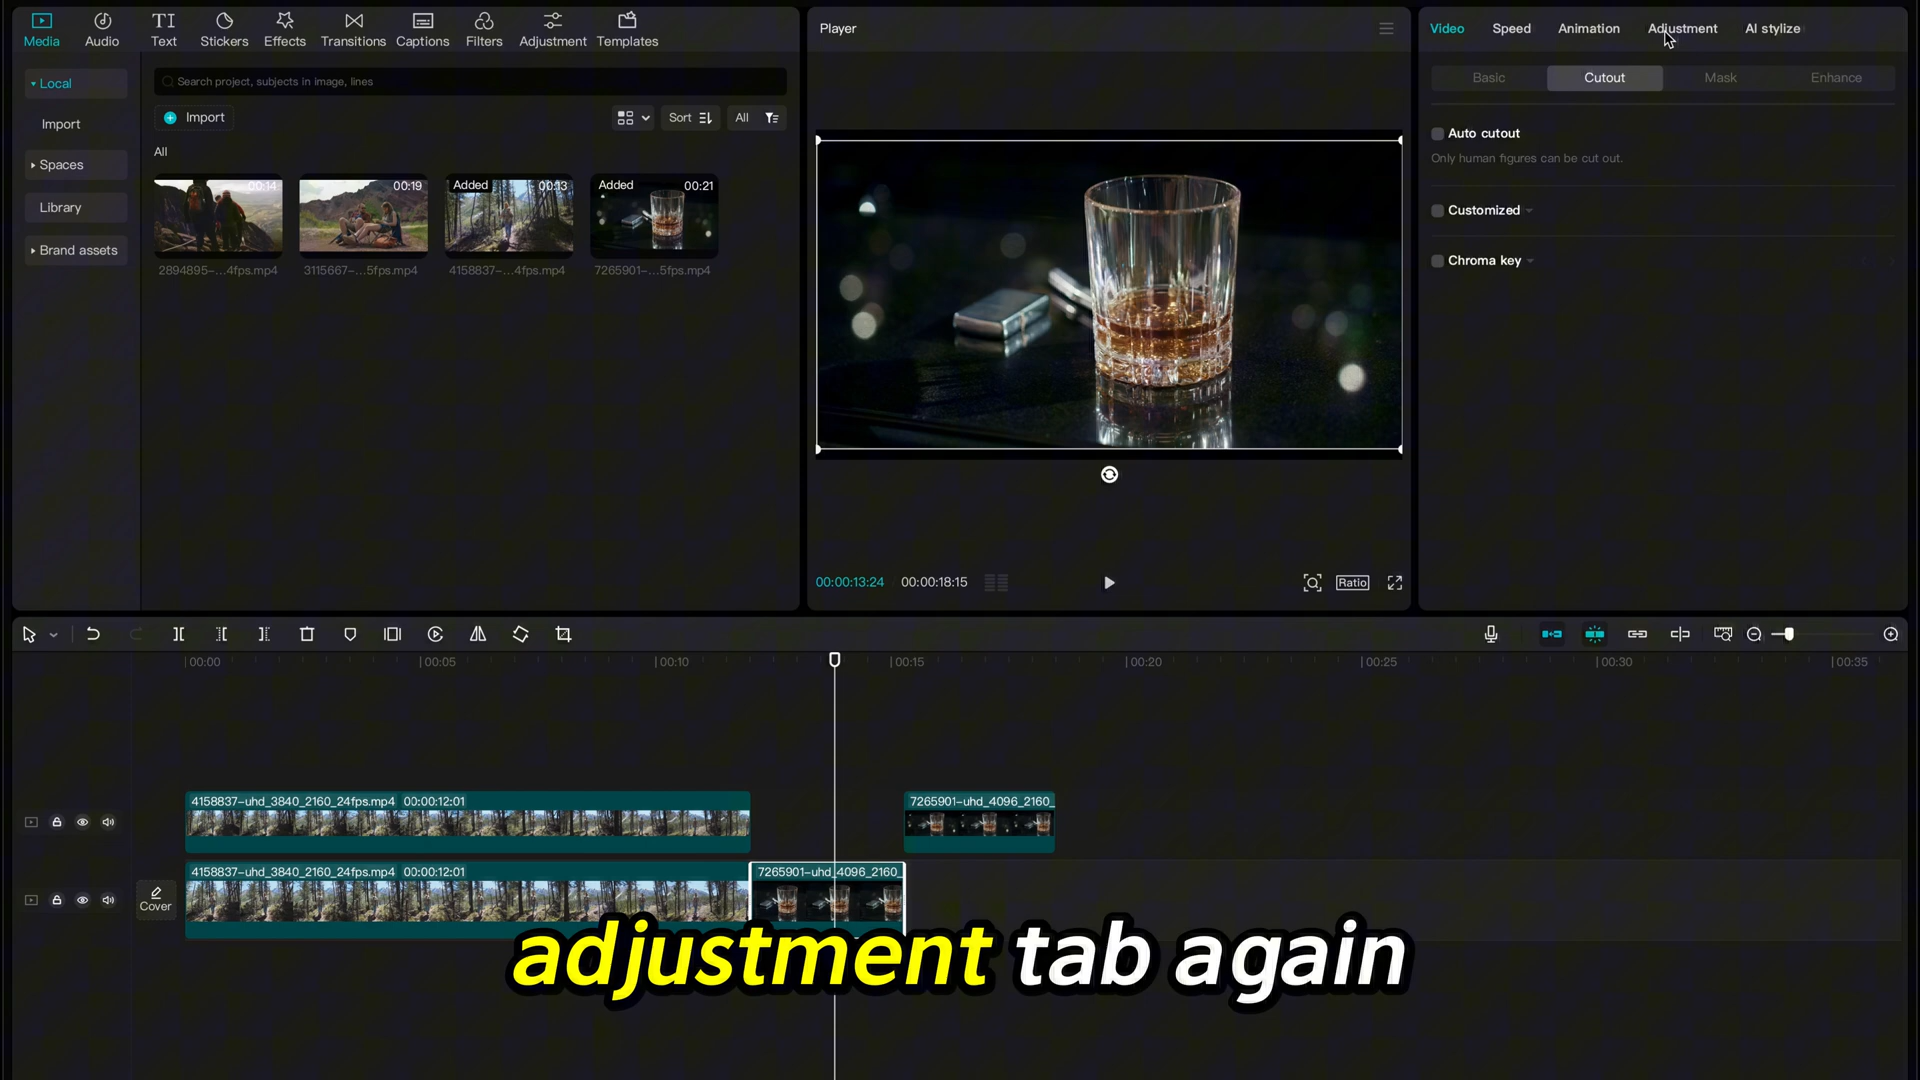 Media
Audio
Text
Stickers
Effects
Transitions
Captions
Filters
Adjustment
Templates
Local
Import
Spaces
Library
Brand assets
Search project, subjects in image, lines
Import
Sort
All
All
00:14
2894895-...4fps.mp4
00:19
3115667-...5fps.mp4
Added 00:13
4158837-...4fps.mp4
Added 00:21
7265901-...5fps.mp4
Player
00:00:13:24 00:00:18:15
Ratio
Video
Speed
Animation
Adjustment
AI stylize
Basic
Cutout
Mask
Enhance
Auto cutout
Only human figures can be cut out.
Customized
Chroma key
00:00
00:05
00:10
00:15
00:20
00:25
00:30
00:35
4158837-uhd_3840_2160_24fps.mp4 00:00:12:01
7265901-uhd_4096_2160_
Cover
4158837-uhd_3840_2160_24fps.mp4 00:00:12:01
7265901-uhd_4096_2160_
adjustment tab again